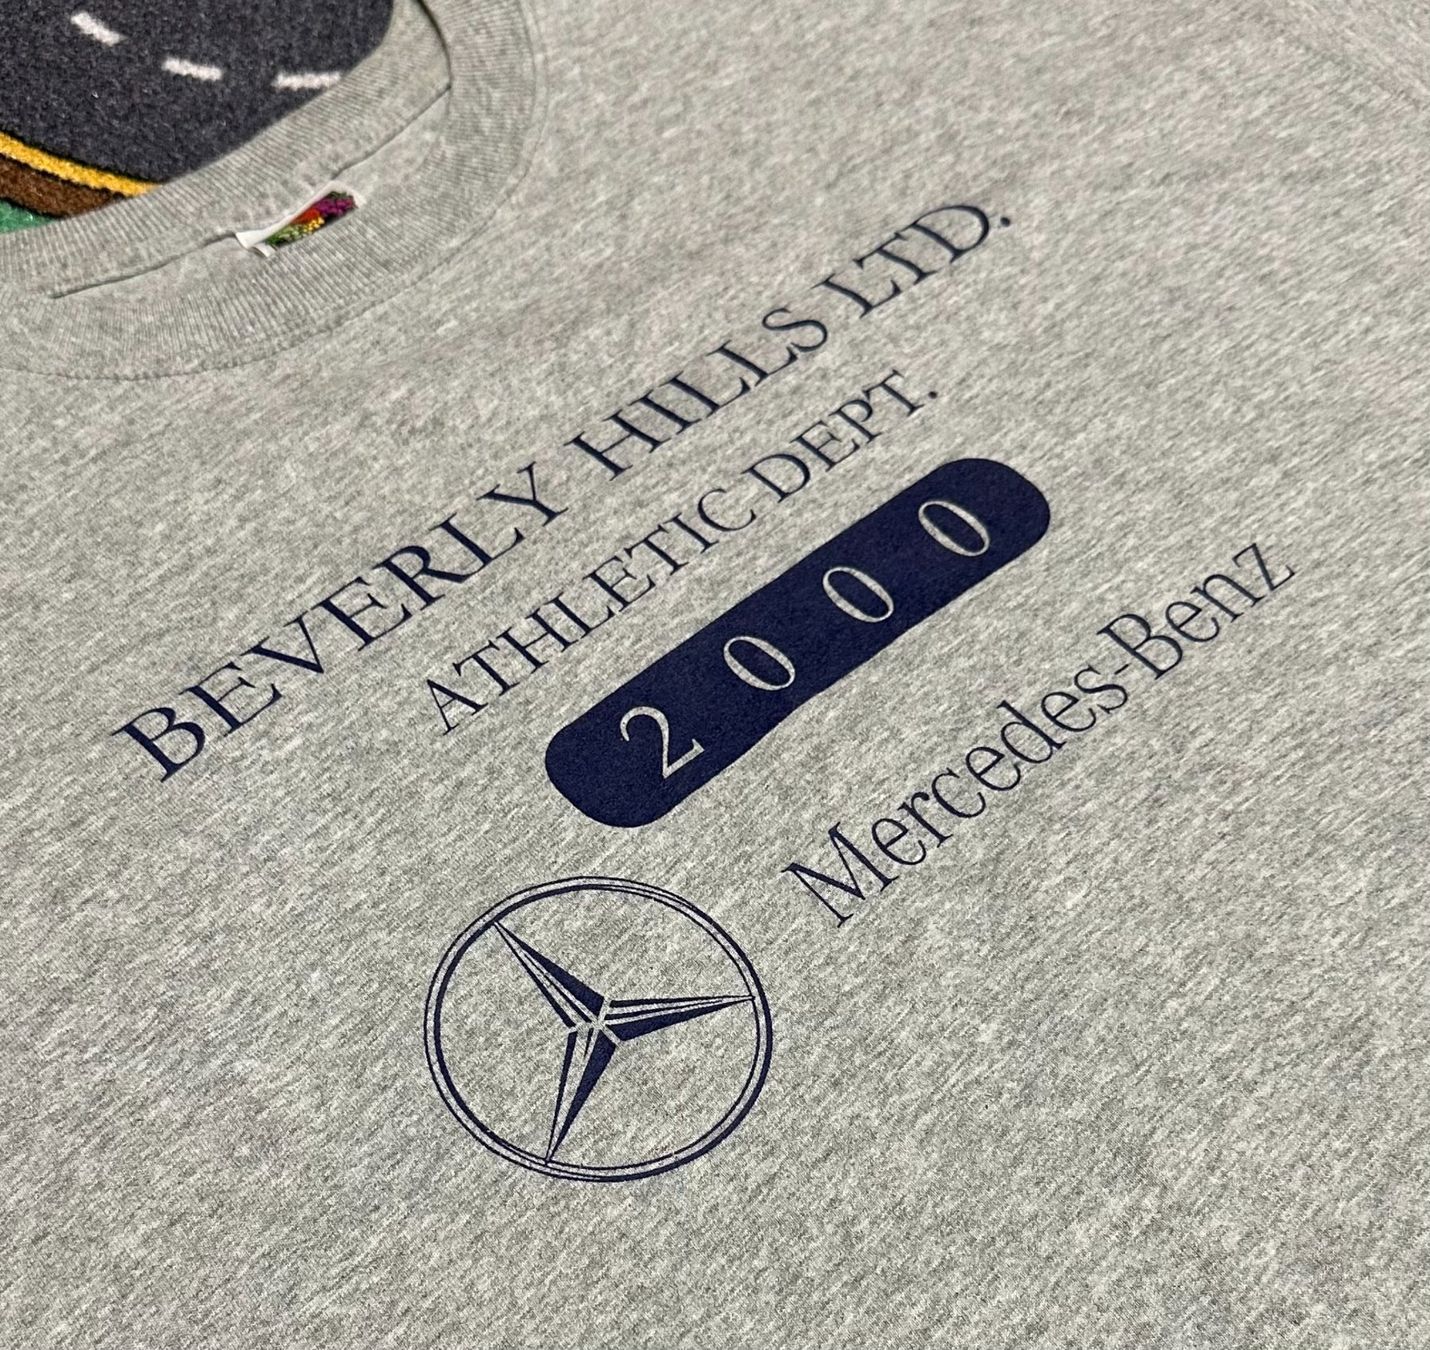 BEVERLY HILLS LTD.
ATHLETIC DEPT.
2000
Mercedes-Benz